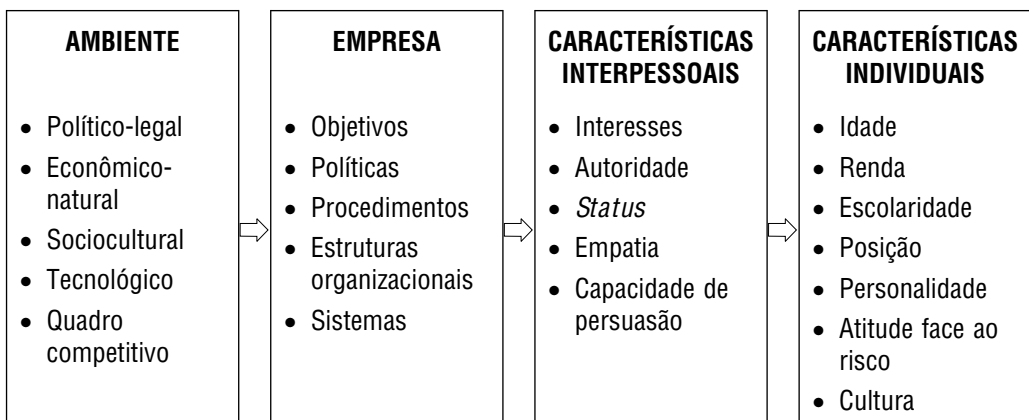 AMBIENTE
• Político-legal
• Econômico-
natural
• Sociocultural
• Tecnológico
• Quadro
competitivo
EMPRESA
• Objetivos
• Políticas
• Procedimentos
• Estruturas
organizacionais
• Sistemas
CARACTERÍSTICAS
INTERPESSOAIS
• Interesses
• Autoridade
• Status
• Empatia
• Capacidade de
persuasão
CARACTERÍSTICAS
INDIVIDUAIS
• Idade
• Renda
• Escolaridade
• Posição
• Personalidade
• Atitude face ao
risco
• Cultura